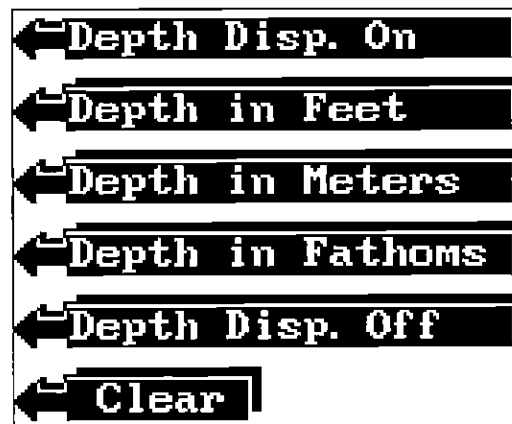 Depth Disp. On
Depth in Feet
Depth in Meters
Depth in Fathoms
Depth Disp. Off
Clear